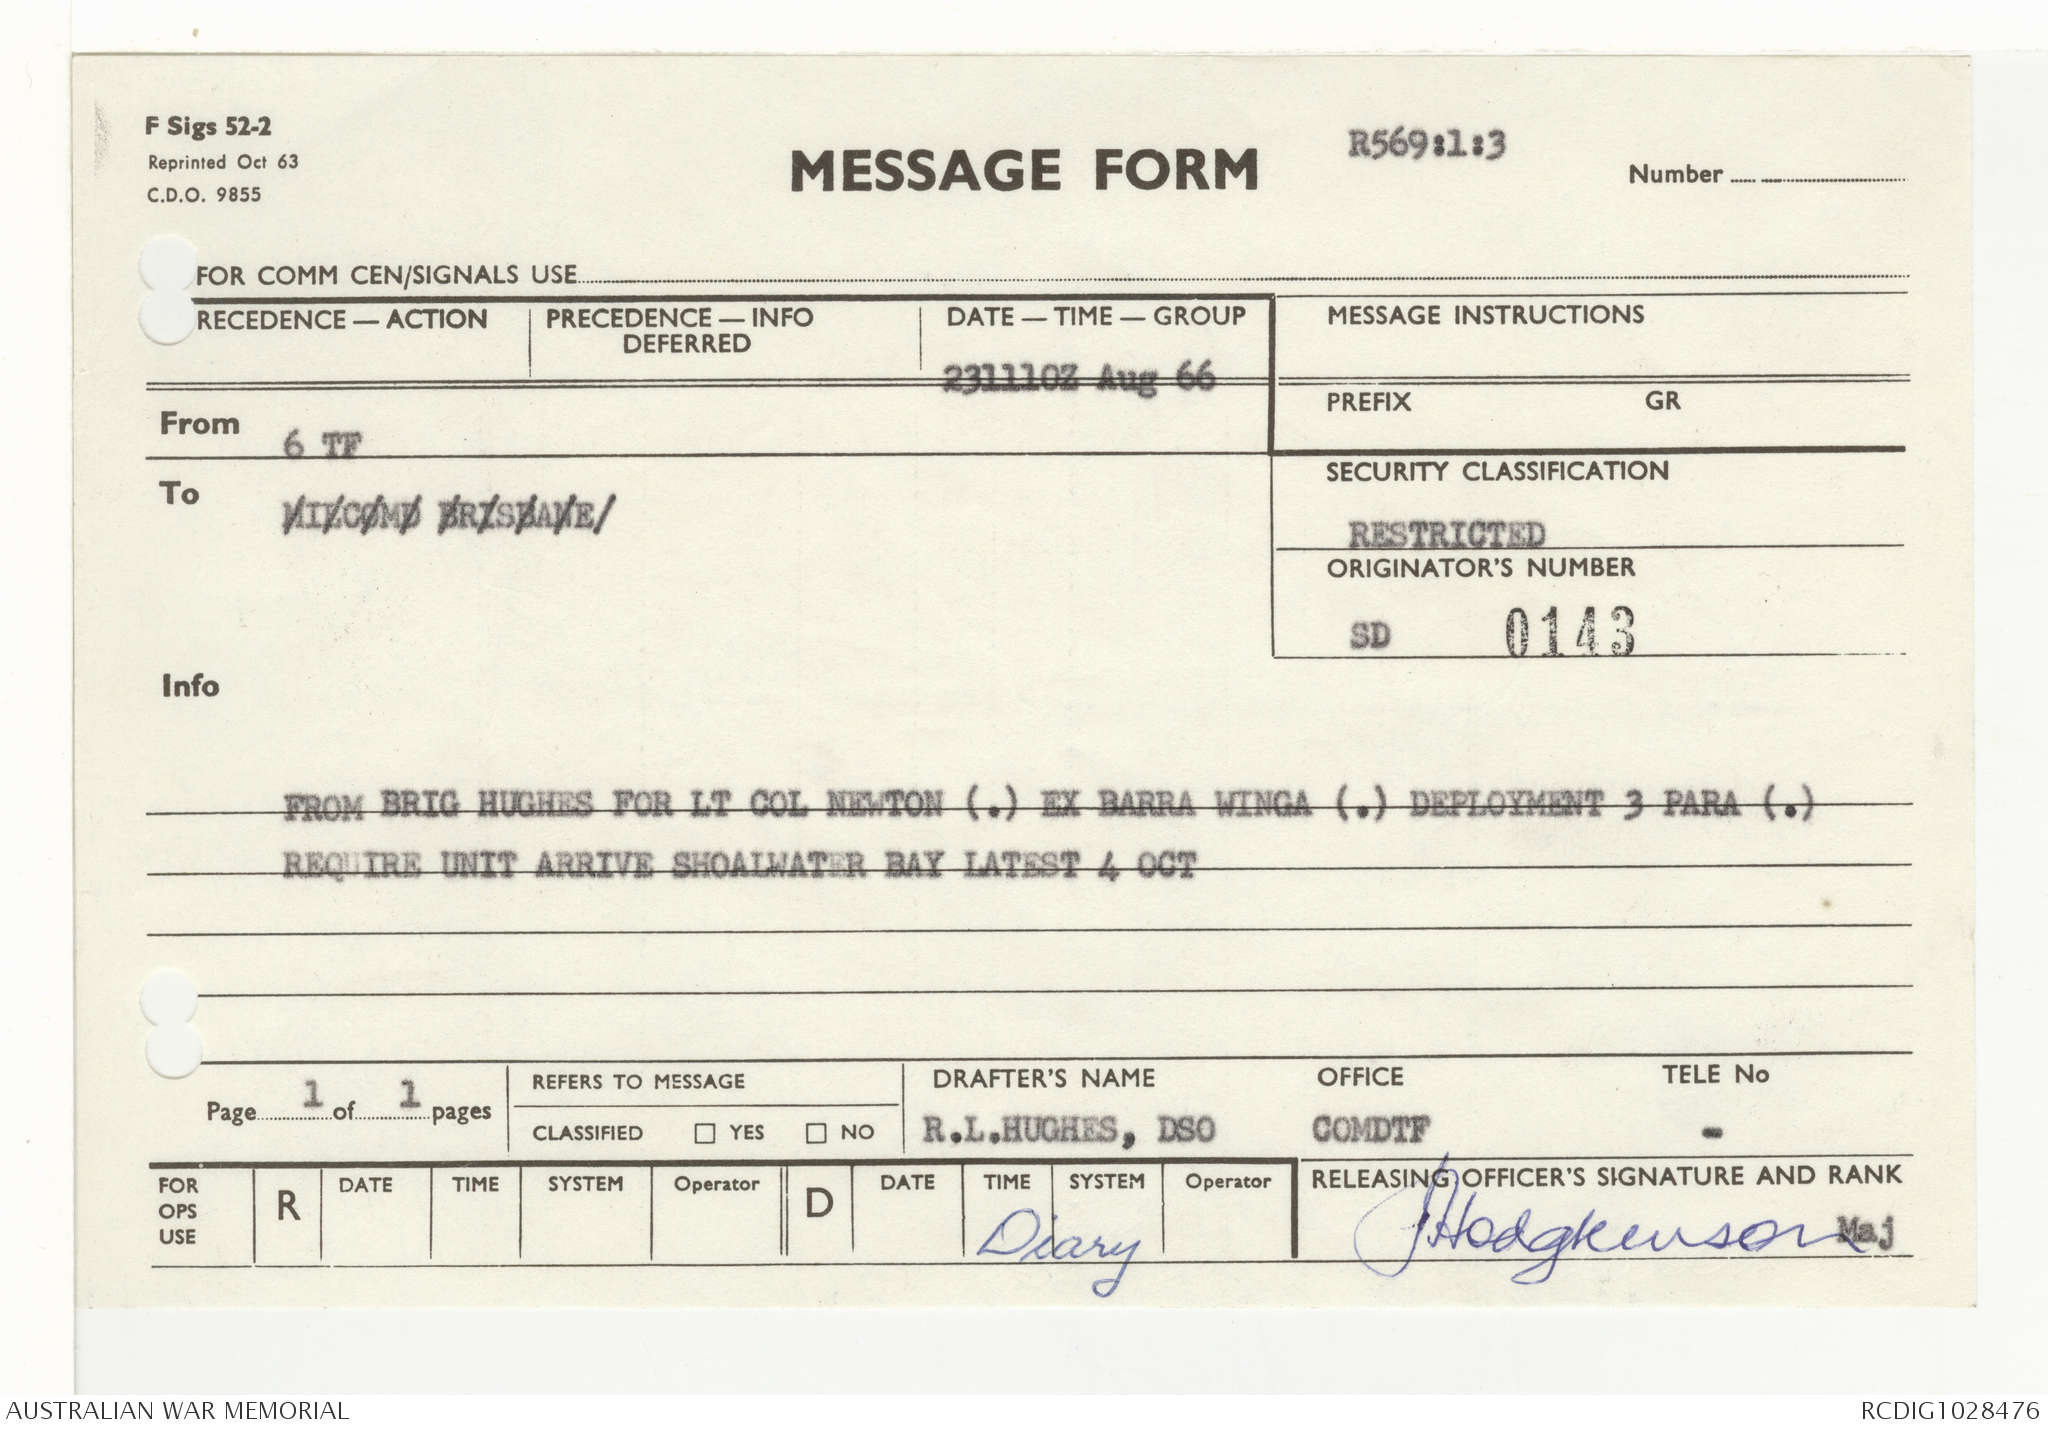 F Sigs 52-2
Reprinted Oct 63
C.D.O. 9855
MESSAGE FORM
R569:1:3
Number
FOR COMM CEN/SIGNALS USE
RECEDENCE — ACTION
PRECEDENCE — INFO
DEFERRED
DATE — TIME — GROUP
231110Z Aug 66
MESSAGE INSTRUCTIONS
PREFIX GR
From
6 TF
To
MILCOMD BRISBANE
SECURITY CLASSIFICATION
RESTRICTED
ORIGINATOR'S NUMBER
SD 0143
Info
FROM BRIG HUGHES FOR LT COL NEWTON (.) EX BARRA WINGA (.) DEPLOYMENT 3 PARA (.)
REQUIRE UNIT ARRIVE SHOALWATER BAY LATEST 4 OCT
Page 1 of 1 pages
REFERS TO MESSAGE
CLASSIFIED YES NO
DRAFTER'S NAME
R.L.HUGHES, DSO
OFFICE
COMDTF
TELE No
-
FOR
OPS
USE
R DATE TIME SYSTEM Operator
D DATE TIME SYSTEM Operator
Diary
RELEASING OFFICER'S SIGNATURE AND RANK
JHodgkenson Maj
AUSTRALIAN WAR MEMORIAL
RCDIG1028476